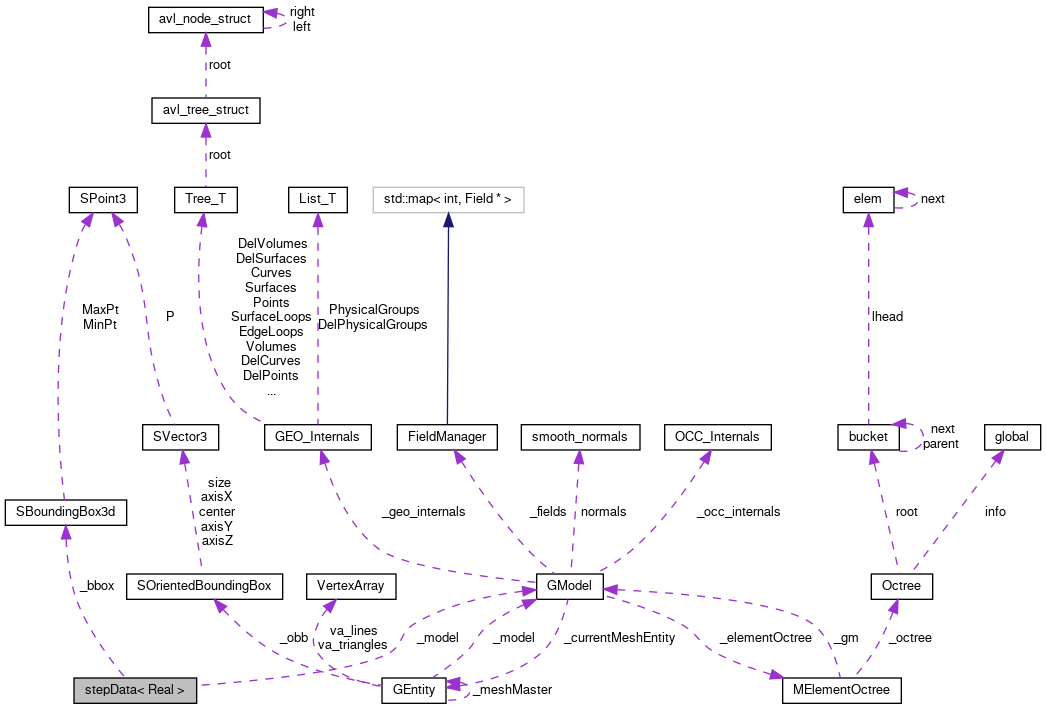 avl_node_struct
right
left
root
avl_tree_struct
root
SPoint3
Tree_T
List_T
std::map< int, Field * >
elem
next
DelVolumes
DelSurfaces
Curves
Surfaces
Points
SurfaceLoops
EdgeLoops
Volumes
DelCurves
DelPoints
...
MaxPt
MinPt
P
PhysicalGroups
DelPhysicalGroups
lhead
SVector3
GEO_Internals
FieldManager
smooth_normals
OCC_Internals
bucket
next
parent
global
size
axisX
center
axisY
axisZ
SBoundingBox3d
_geo_internals
_fields
normals
_occ_internals
root
info
_bbox
SOrientedBoundingBox
VertexArray
GModel
Octree
_obb
va_lines
va_triangles
_model
_model
_currentMeshEntity
_elementOctree
_gm
_octree
stepData< Real >
GEntity
_meshMaster
MElementOctree